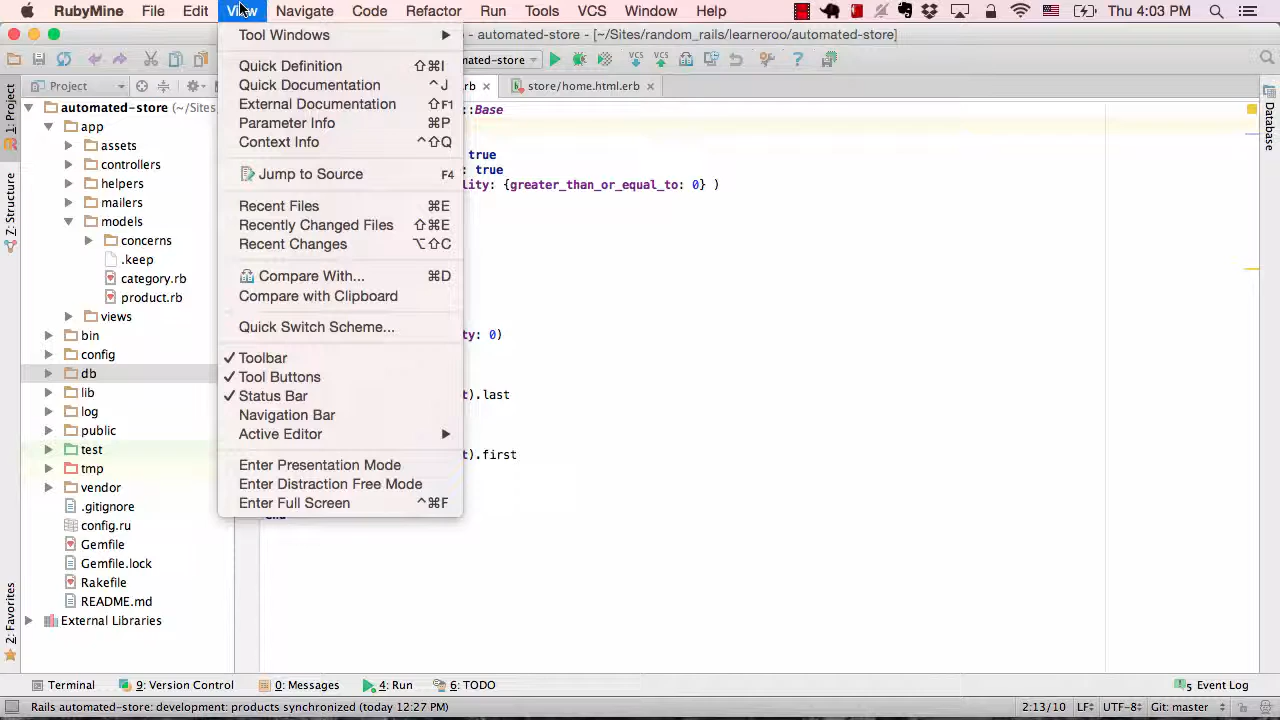 RubyMine File Edit View Navigate Code Refactor Run Tools VCS Window Help Thu 4:03 PM
- automated-store - [~/Sites/random_rails/learneroo/automated-store]
mated-store
Project
rb
store/home.html.erb
automated-store (~/Sites
app
assets
controllers
helpers
mailers
models
concerns
.keep
category.rb
product.rb
views
bin
config
db
lib
log
public
test
tmp
vendor
.gitignore
config.ru
Gemfile
Gemfile.lock
Rakefile
README.md
External Libraries
1: Project
Z: Structure
2: Favorites
Tool Windows
Quick Definition ⇧⌘I
Quick Documentation ^J
External Documentation ⇧F1
Parameter Info ⌘P
Context Info ^⇧Q
Jump to Source F4
Recent Files ⌘E
Recently Changed Files ⇧⌘E
Recent Changes ⌥⇧C
Compare With... ⌘D
Compare with Clipboard
Quick Switch Scheme...
✓ Toolbar
✓ Tool Buttons
✓ Status Bar
Navigation Bar
Active Editor
Enter Presentation Mode
Enter Distraction Free Mode
Enter Full Screen ^⌘F
::Base
true
: true
lity: {greater_than_or_equal_to: 0} )
ty: 0)
t).last
t).first
end
Database
Terminal 9: Version Control 0: Messages 4: Run 6: TODO 5 Event Log
Rails automated-store: development: products synchronized (today 12:27 PM) 2:13/10 LF÷ UTF-8÷ Git: master